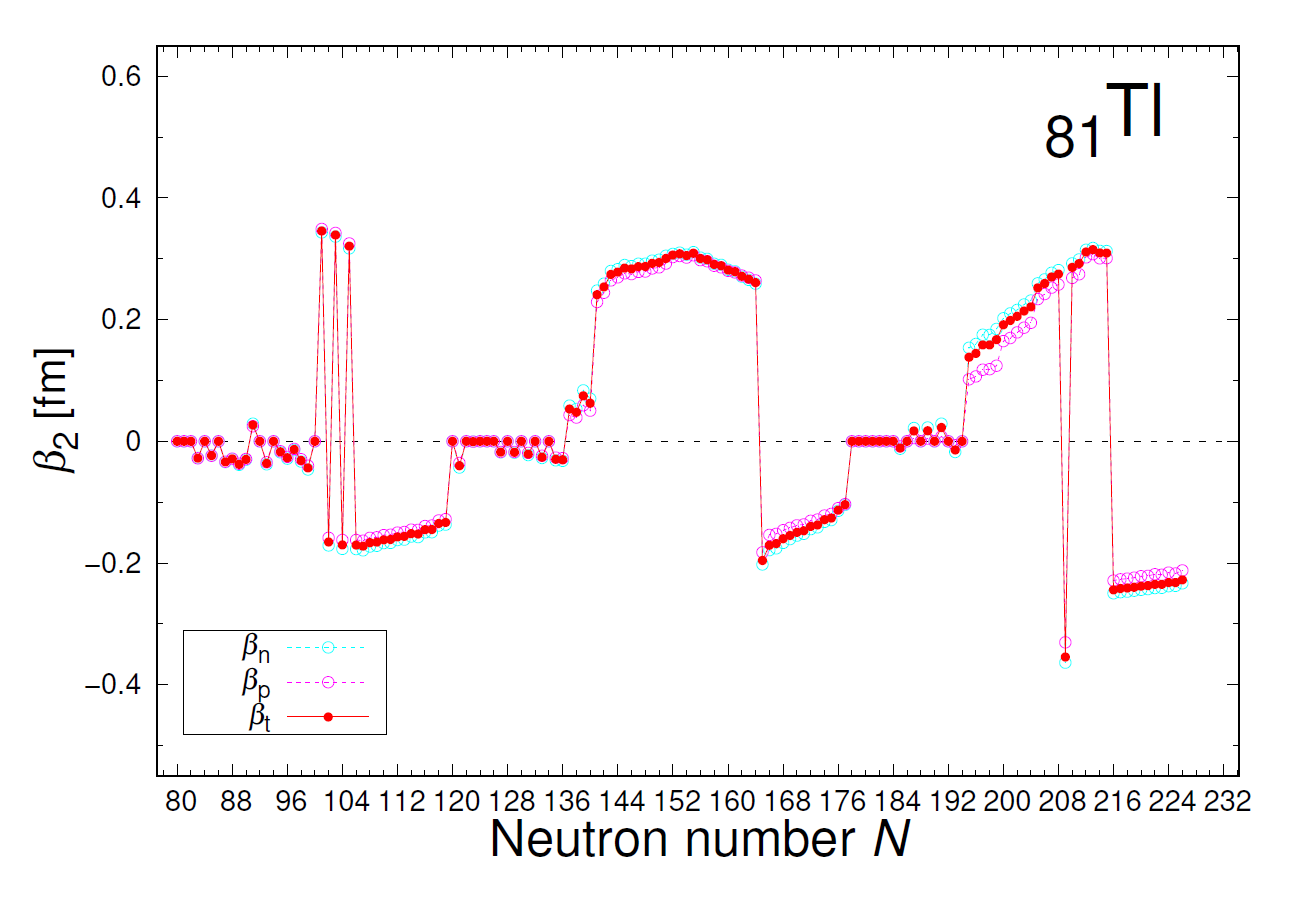 ₈₁Tl
β₂ [fm]
0.6
0.4
0.2
0
−0.2
−0.4
βn
βp
βt
80 88 96 104 112 120 128 136 144 152 160 168 176 184 192 200 208 216 224 232
Neutron number N